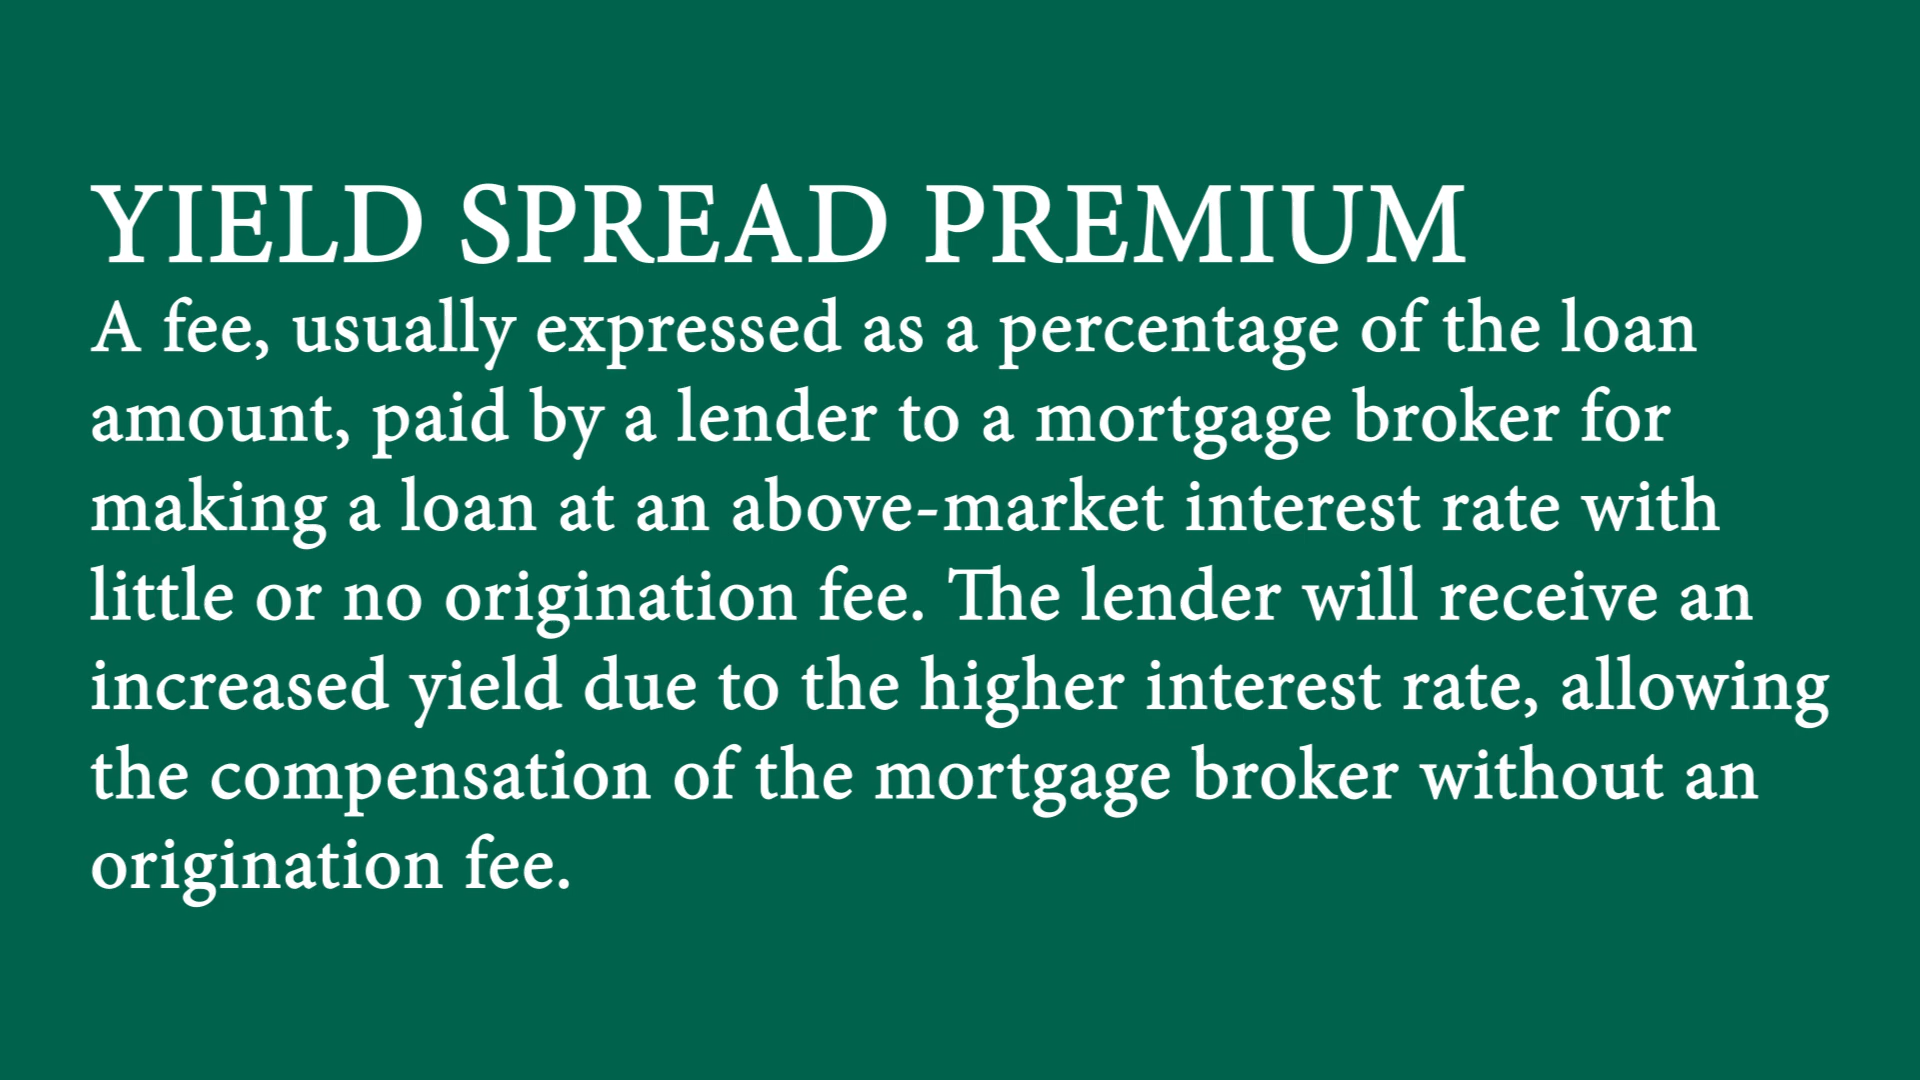 YIELD SPREAD PREMIUM
A fee, usually expressed as a percentage of the loan
amount, paid by a lender to a mortgage broker for
making a loan at an above-market interest rate with
little or no origination fee. The lender will receive an
increased yield due to the higher interest rate, allowing
the compensation of the mortgage broker without an
origination fee.